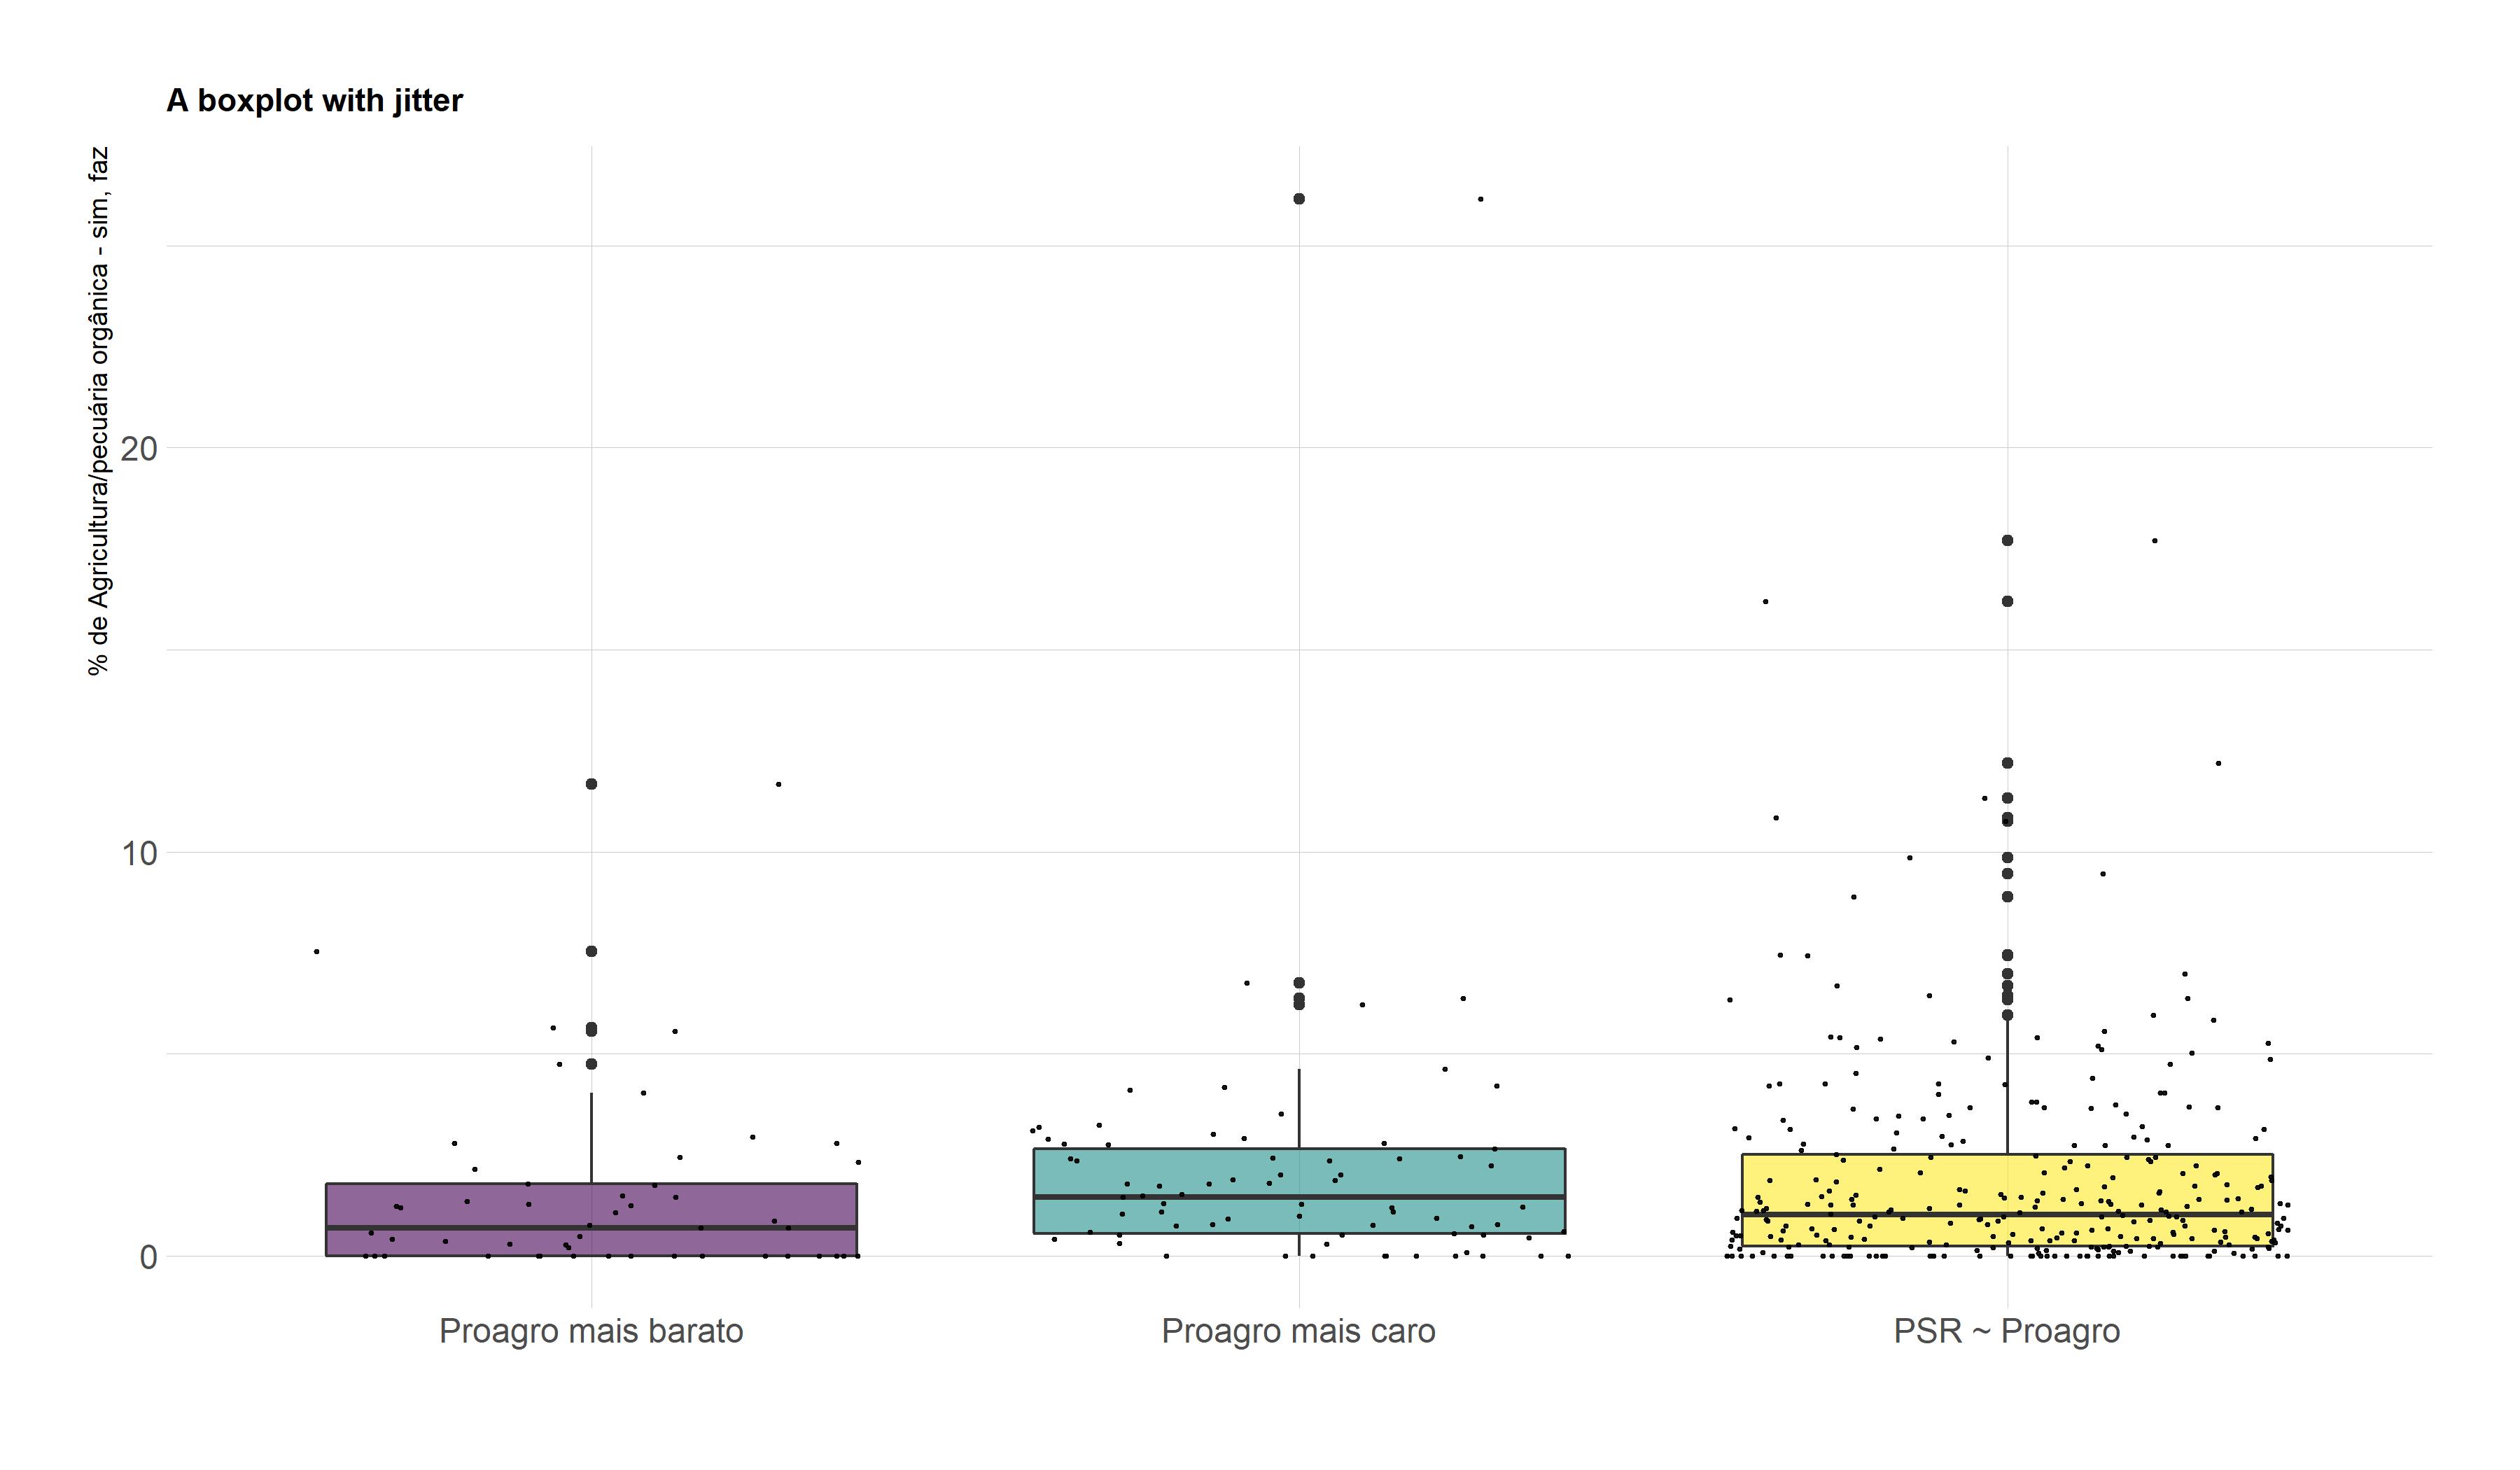 A boxplot with jitter
% de Agricultura/pecuária orgânica - sim, faz
20
10
0
Proagro mais barato
Proagro mais caro
PSR ~ Proagro